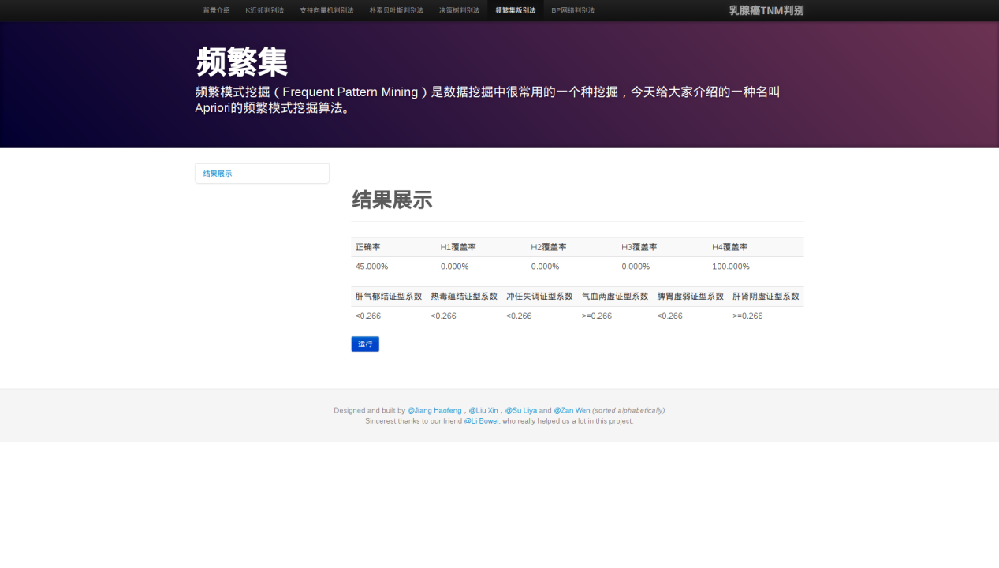 背景介绍 K近邻判别法 支持向量机判别法 朴素贝叶斯判别法 决策树判别法 频繁集叛别法 BP网络判别法 乳腺癌TNM判别
频繁集
频繁模式挖掘（Frequent Pattern Mining）是数据挖掘中很常用的一个种挖掘，今天给大家介绍的一种名叫
Apriori的频繁模式挖掘算法。
结果展示
结果展示
正确率 H1覆盖率 H2覆盖率 H3覆盖率 H4覆盖率
45.000% 0.000% 0.000% 0.000% 100.000%
肝气郁结证型系数 热毒蕴结证型系数 冲任失调证型系数 气血两虚证型系数 脾胃虚弱证型系数 肝肾阴虚证型系数
<0.266 <0.266 <0.266 >=0.266 <0.266 >=0.266
运行
Designed and built by @Jiang Haofeng，@Liu Xin，@Su Liya and @Zan Wen (sorted alphabetically)
Sincerest thanks to our friend @Li Bowei, who really helped us a lot in this project.